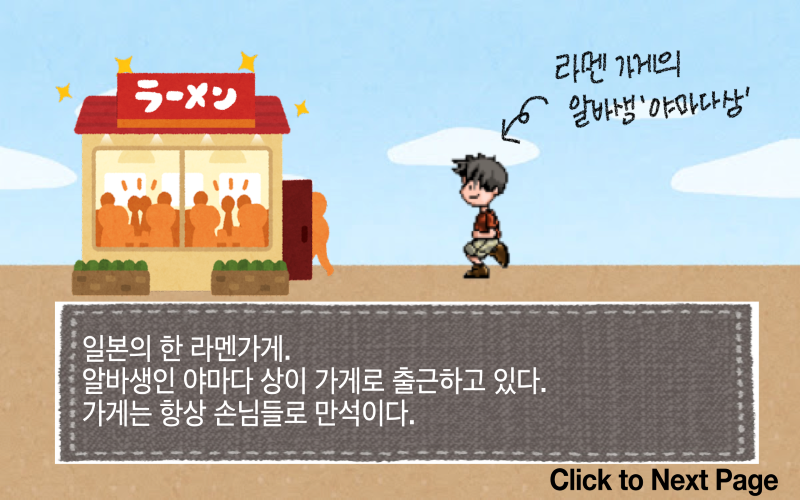 ラーメン
라멘 가게의
알바생 '야마다상'
일본의 한 라멘가게.
알바생인 야마다 상이 가게로 출근하고 있다.
가게는 항상 손님들로 만석이다.
Click to Next Page